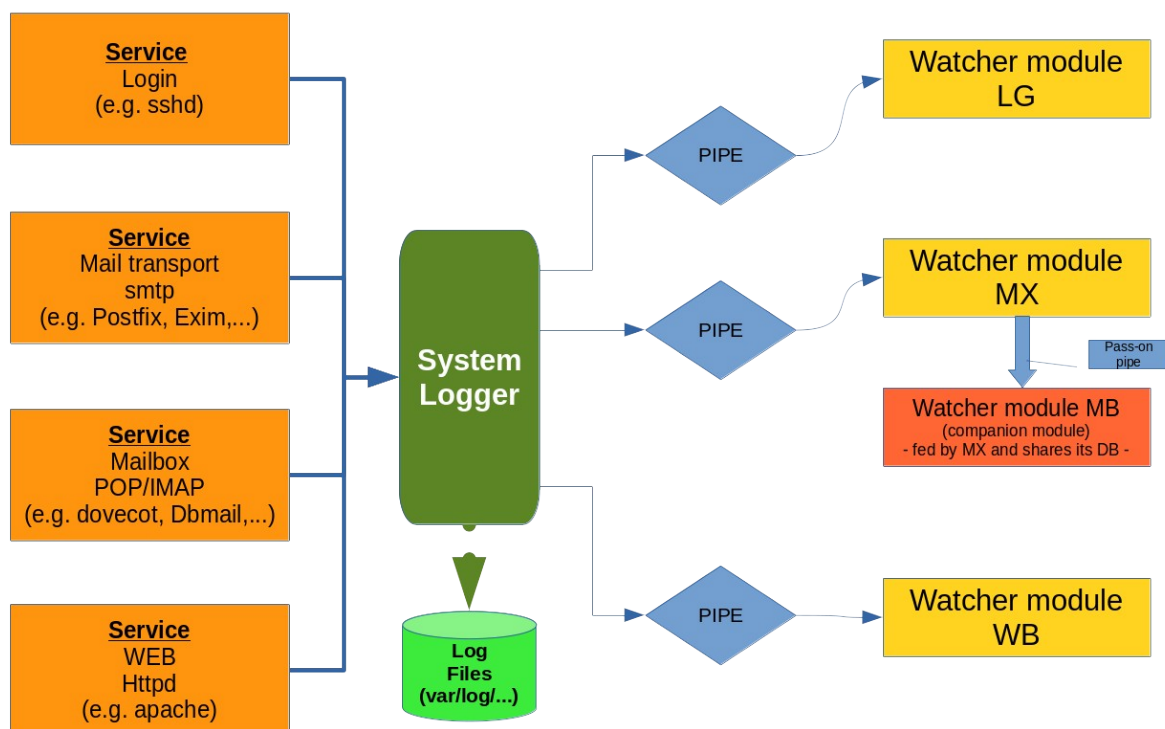 Service
Login
(e.g. sshd)
Service
Mail transport
smtp
(e.g. Postfix, Exim,...)
Service
Mailbox
POP/IMAP
(e.g. dovecot, Dbmail,...)
Service
WEB
Httpd
(e.g. apache)
System
Logger
Log
Files
(var/log/...)
PIPE
PIPE
PIPE
Watcher module
LG
Watcher module
MX
Pass-on
pipe
Watcher module MB
(companion module)
- fed by MX and shares its DB -
Watcher module
WB